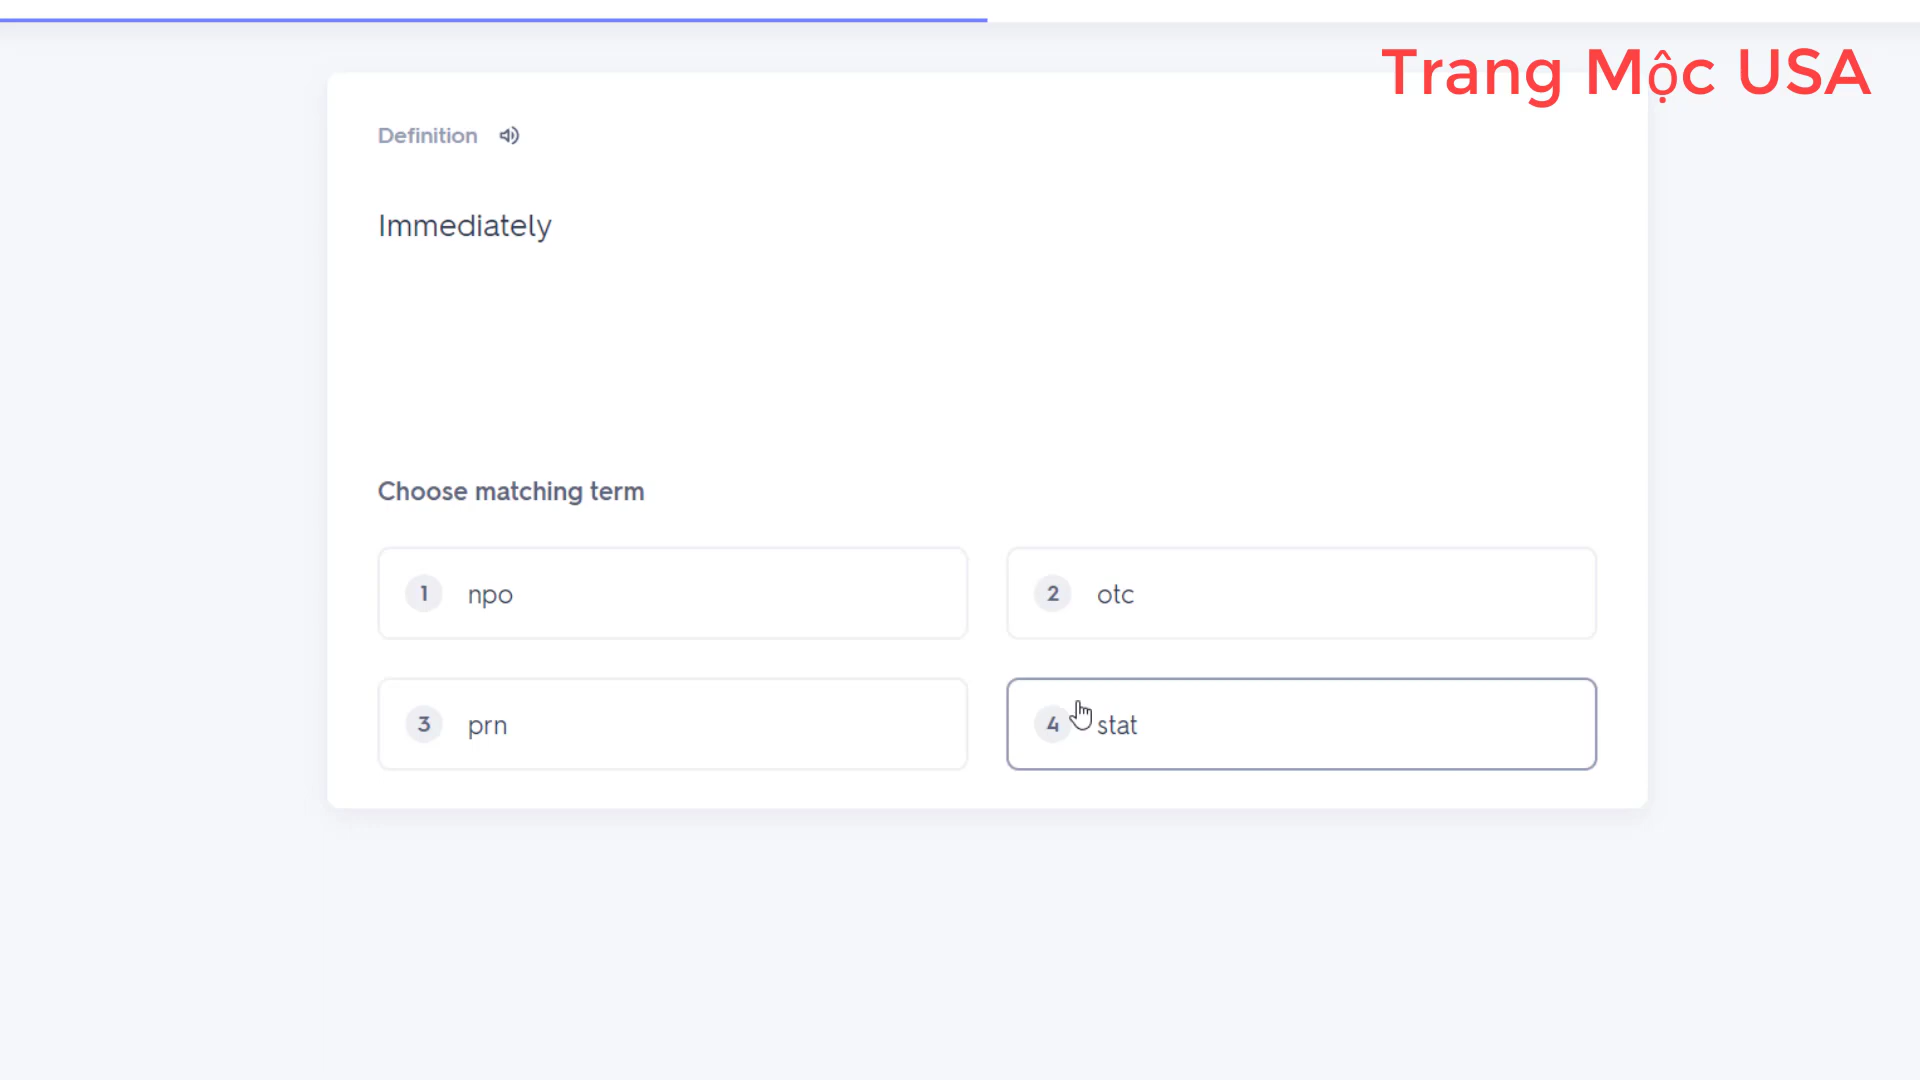 Trang Mộc USA
Definition
Immediately
Choose matching term
1 npo
2 otc
3 prn
4 stat